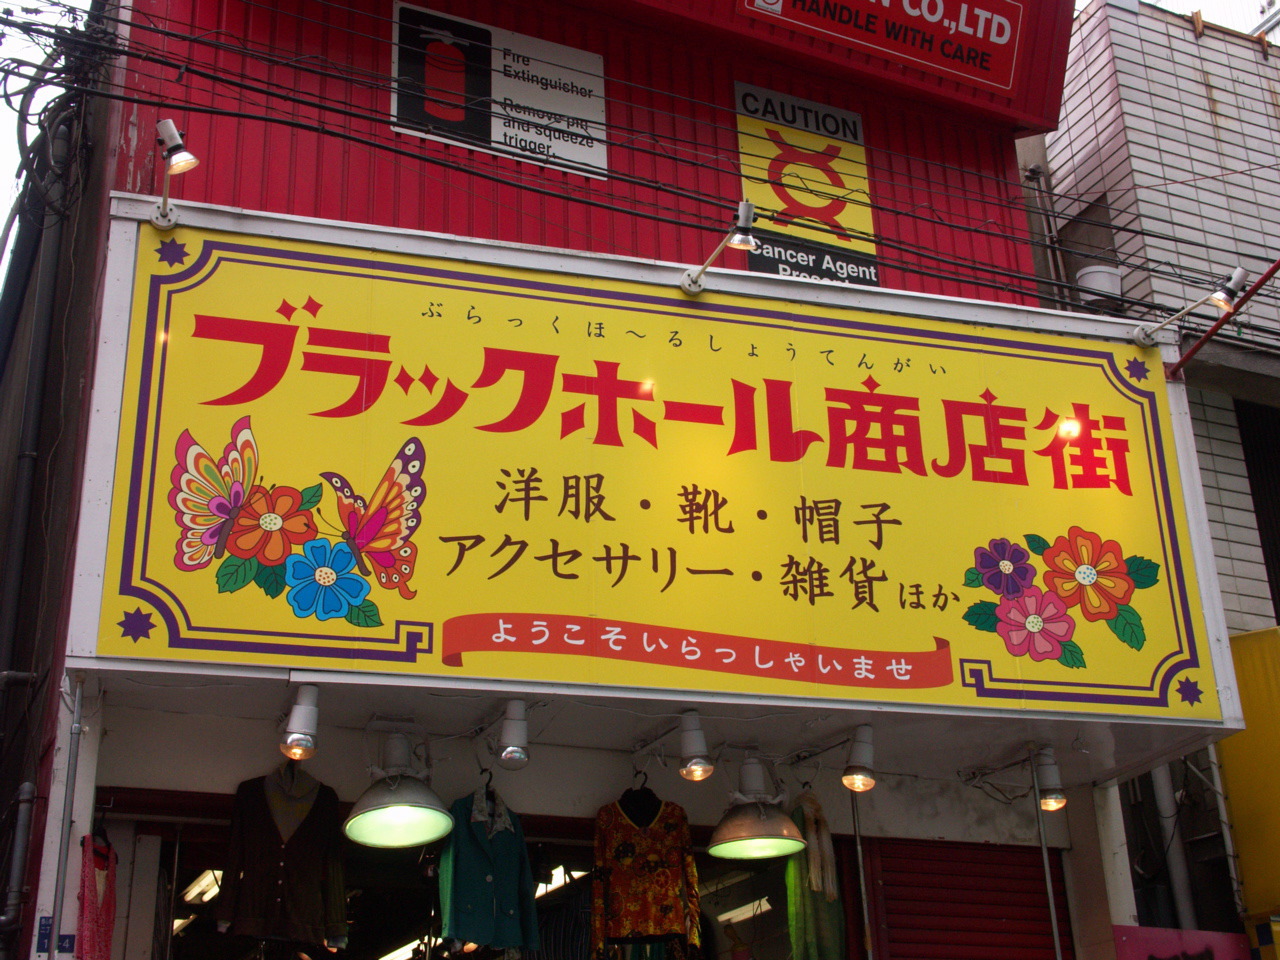 N CO.,LTD
HANDLE WITH CARE
Fire
Extinguisher
Remove pin
and squeeze
trigger.
CAUTION
Cancer Agent
Present
ぶらっくほ〜るしょうてんがい
ブラックホール商店街
洋服・靴・帽子
アクセサリー・雑貨ほか
ようこそいらっしゃいませ